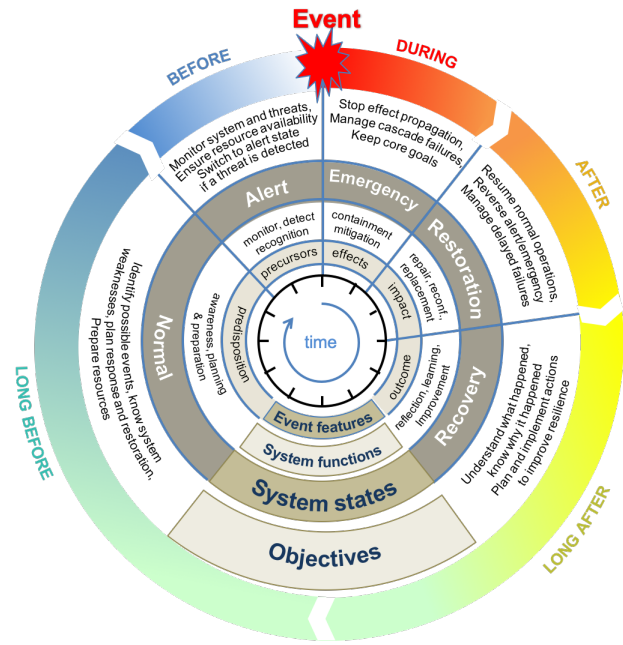 Event
BEFORE
DURING
AFTER
LONG BEFORE
LONG AFTER
Monitor system and threats,
Ensure resource availability
Switch to alert state
if a threat is detected
Stop effect propagation,
Manage cascade failures,
Keep core goals
Resume normal operations,
Reverse alert/emergency
Manage delayed failures
Identify possible events, know system
weaknesses, plan response and restoration,
Prepare resources
Understand what happened,
know why it happened
Plan and implement actions
to improve resilience
Normal
Alert
Emergency
Restoration
Recovery
awareness, planning
& preparation
monitor, detect
recognition
containment
mitigation
repair, reconf.,
replacement
reflection, learning,
Improvement
predisposition
precursors
effects
impact
outcome
time
Event features
System functions
System states
Objectives